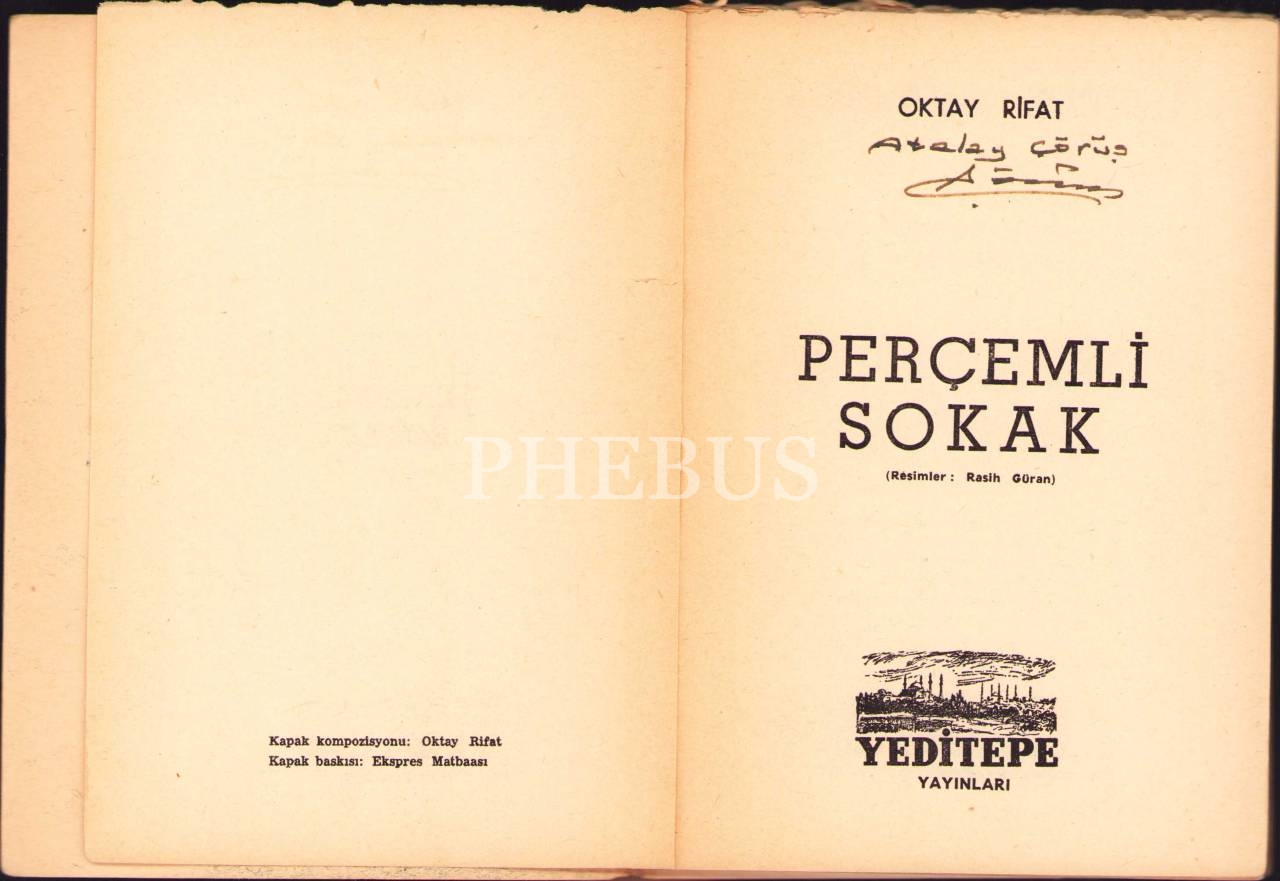 Kapak kompozisyonu: Oktay Rifat
Kapak baskısı: Ekspres Matbaası
OKTAY RİFAT
Atalay Görüş
PERÇEMLİ
SOKAK
(Resimler: Rasih Güran)
PHEBUS
YEDİTEPE
YAYINLARI